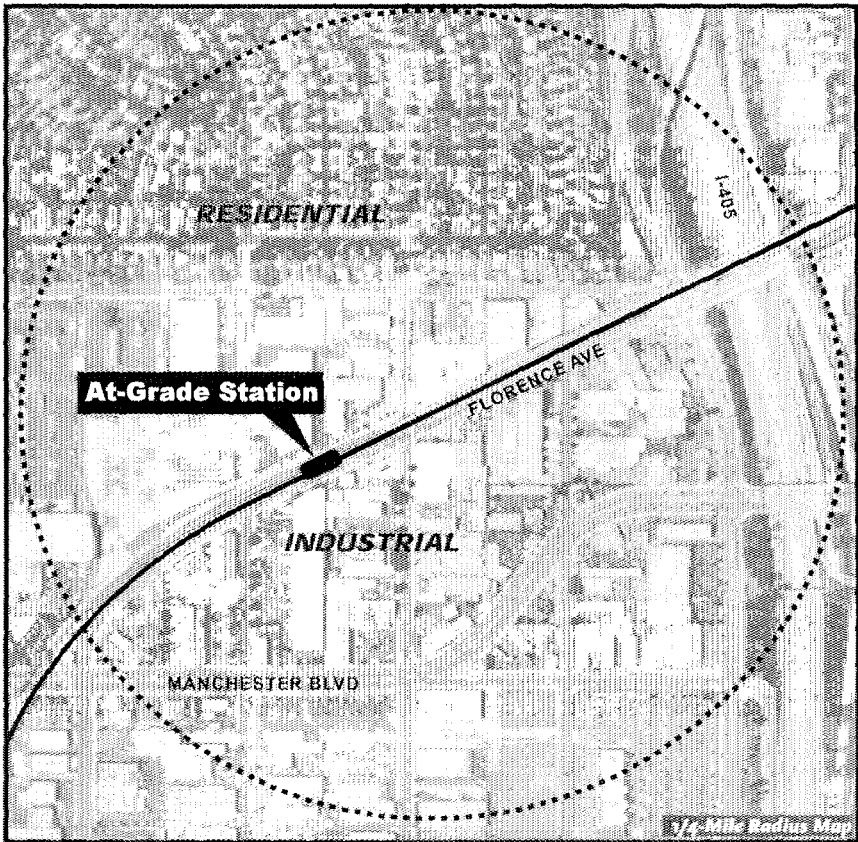 I-405
RESIDENTIAL
FLORENCE AVE
At-Grade Station
INDUSTRIAL
MANCHESTER BLVD
1/4-Mile Radius Map